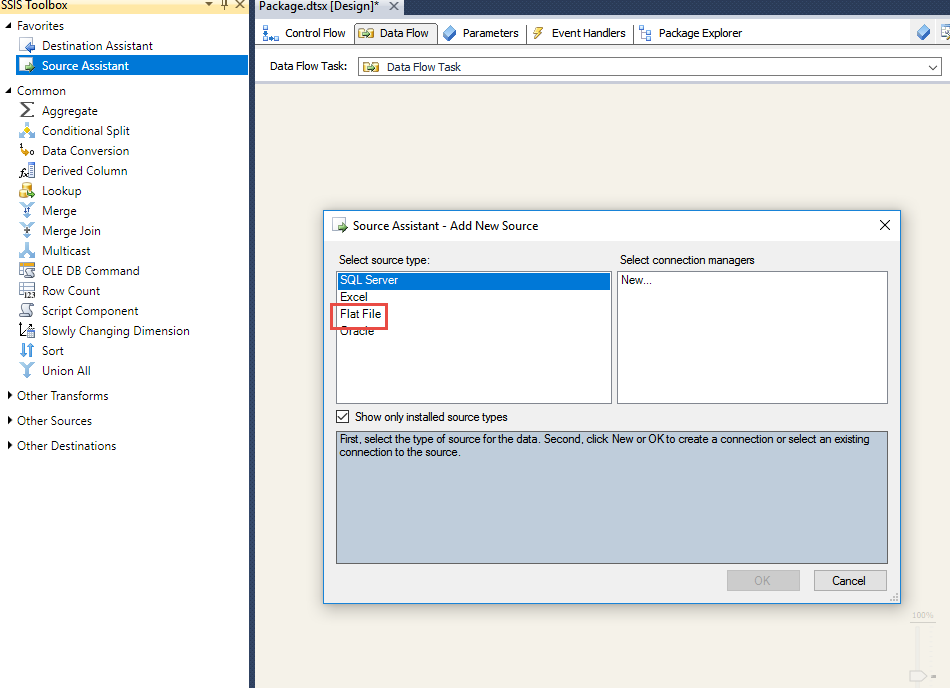 SSIS Toolbox
Favorites
Destination Assistant
Source Assistant
Common
Aggregate
Conditional Split
Data Conversion
Derived Column
Lookup
Merge
Merge Join
Multicast
OLE DB Command
Row Count
Script Component
Slowly Changing Dimension
Sort
Union All
Other Transforms
Other Sources
Other Destinations
Package.dtsx [Design]*
Control Flow Data Flow Parameters Event Handlers Package Explorer
Data Flow Task: Data Flow Task
Source Assistant - Add New Source
Select source type:
SQL Server
Excel
Flat File
Oracle
Select connection managers
New...
Show only installed source types
First, select the type of source for the data. Second, click New or OK to create a connection or select an existing
connection to the source.
OK Cancel
100%